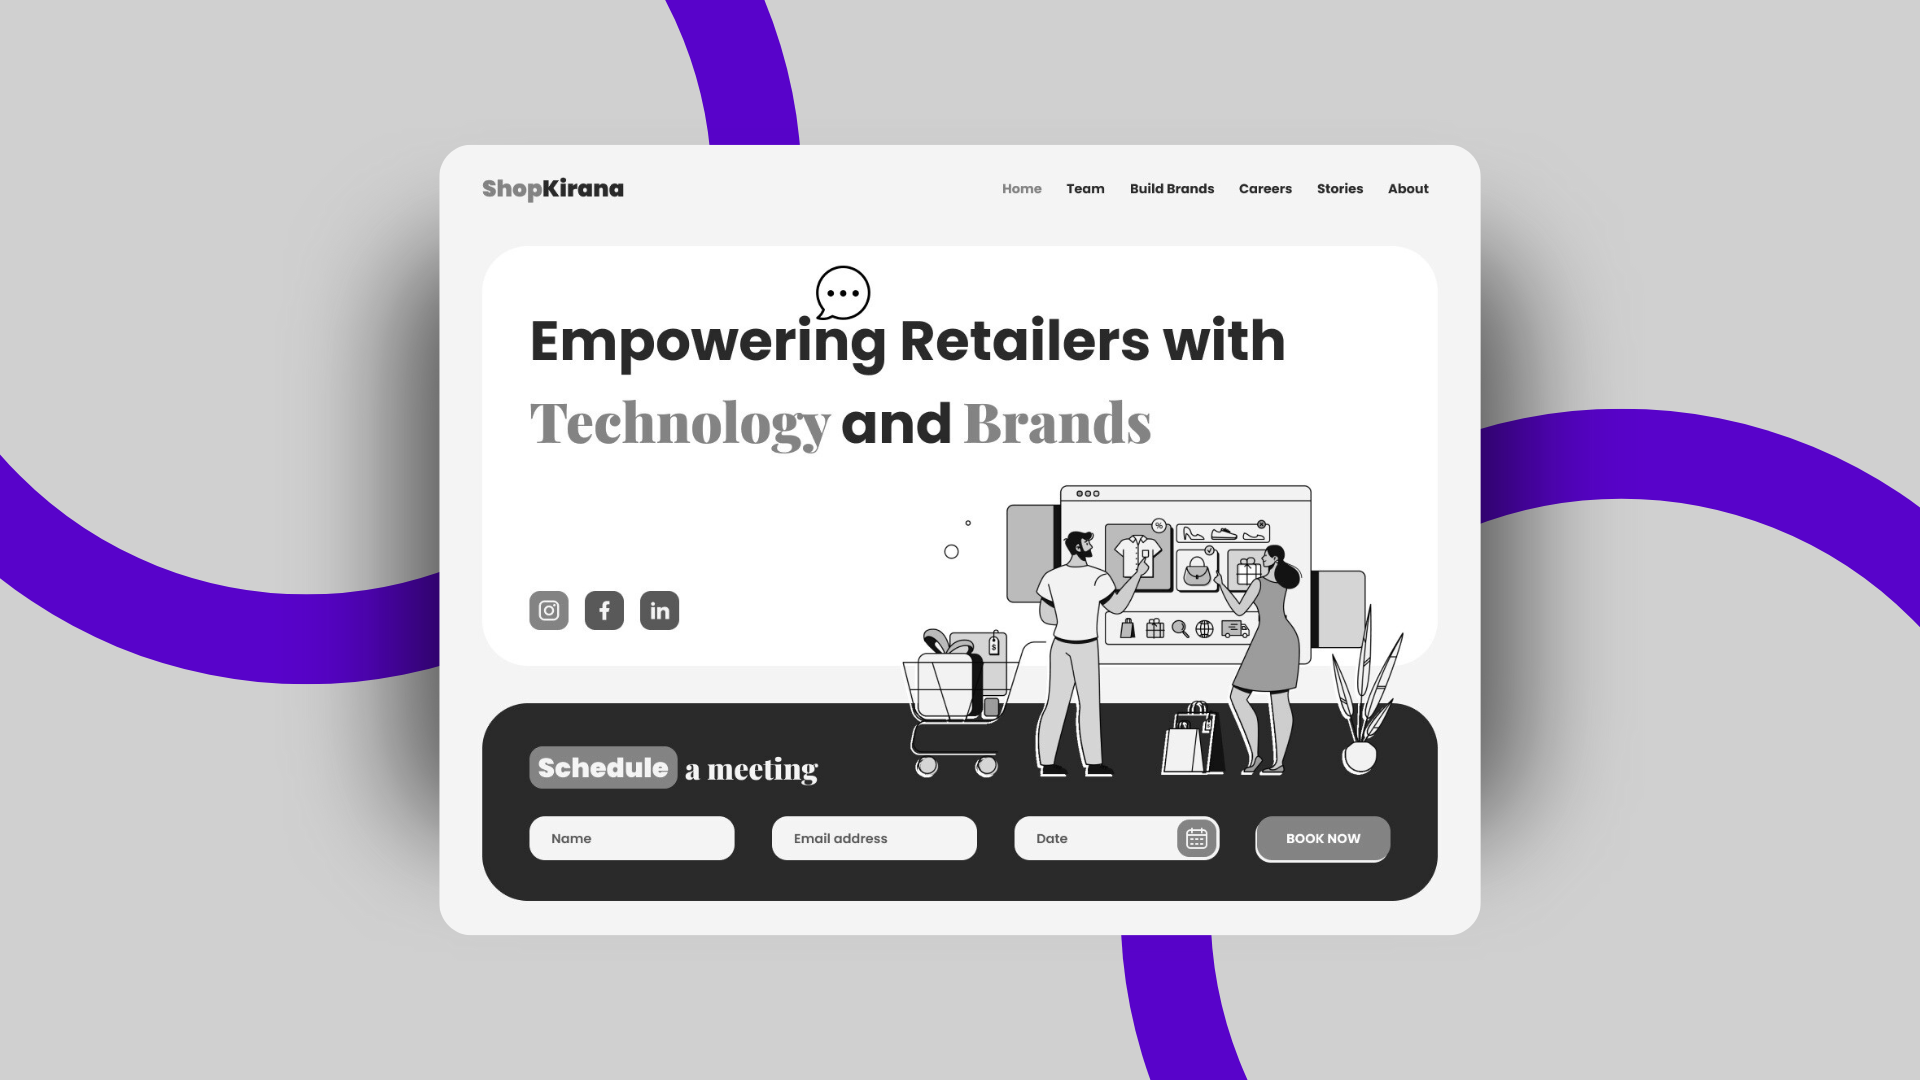 ShopKirana
Home Team Build Brands Careers Stories About
Empowering Retailers with
Technology and Brands
%
$
Schedule a meeting
Name
Email address
Date
BOOK NOW